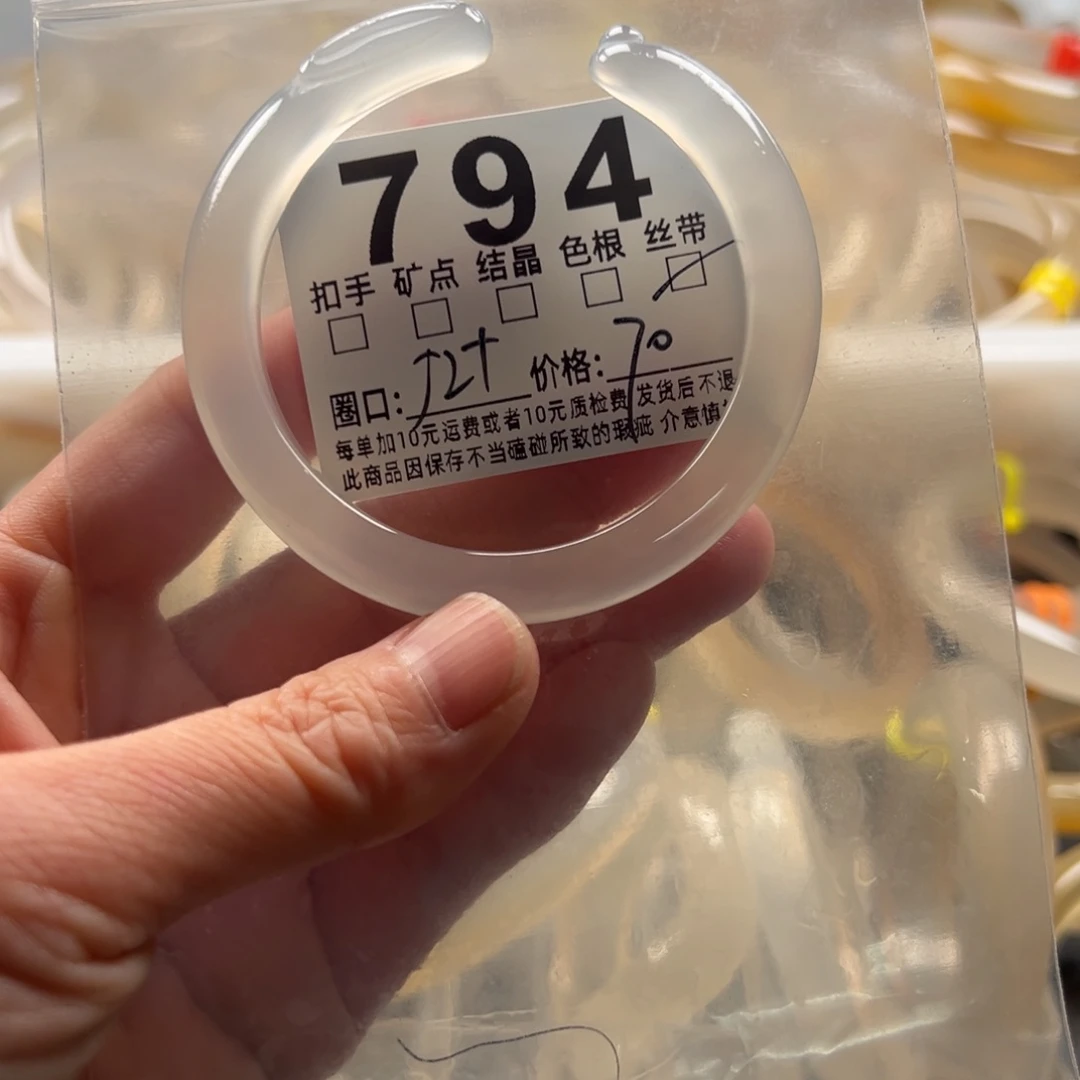 794
扣手 矿点 结晶 色根 丝带
圈口: 52+ 价格: 70
每单加10元运费或者10元质检费 发货后不退
此商品因保存不当磕碰所致的瑕疵 介意慎